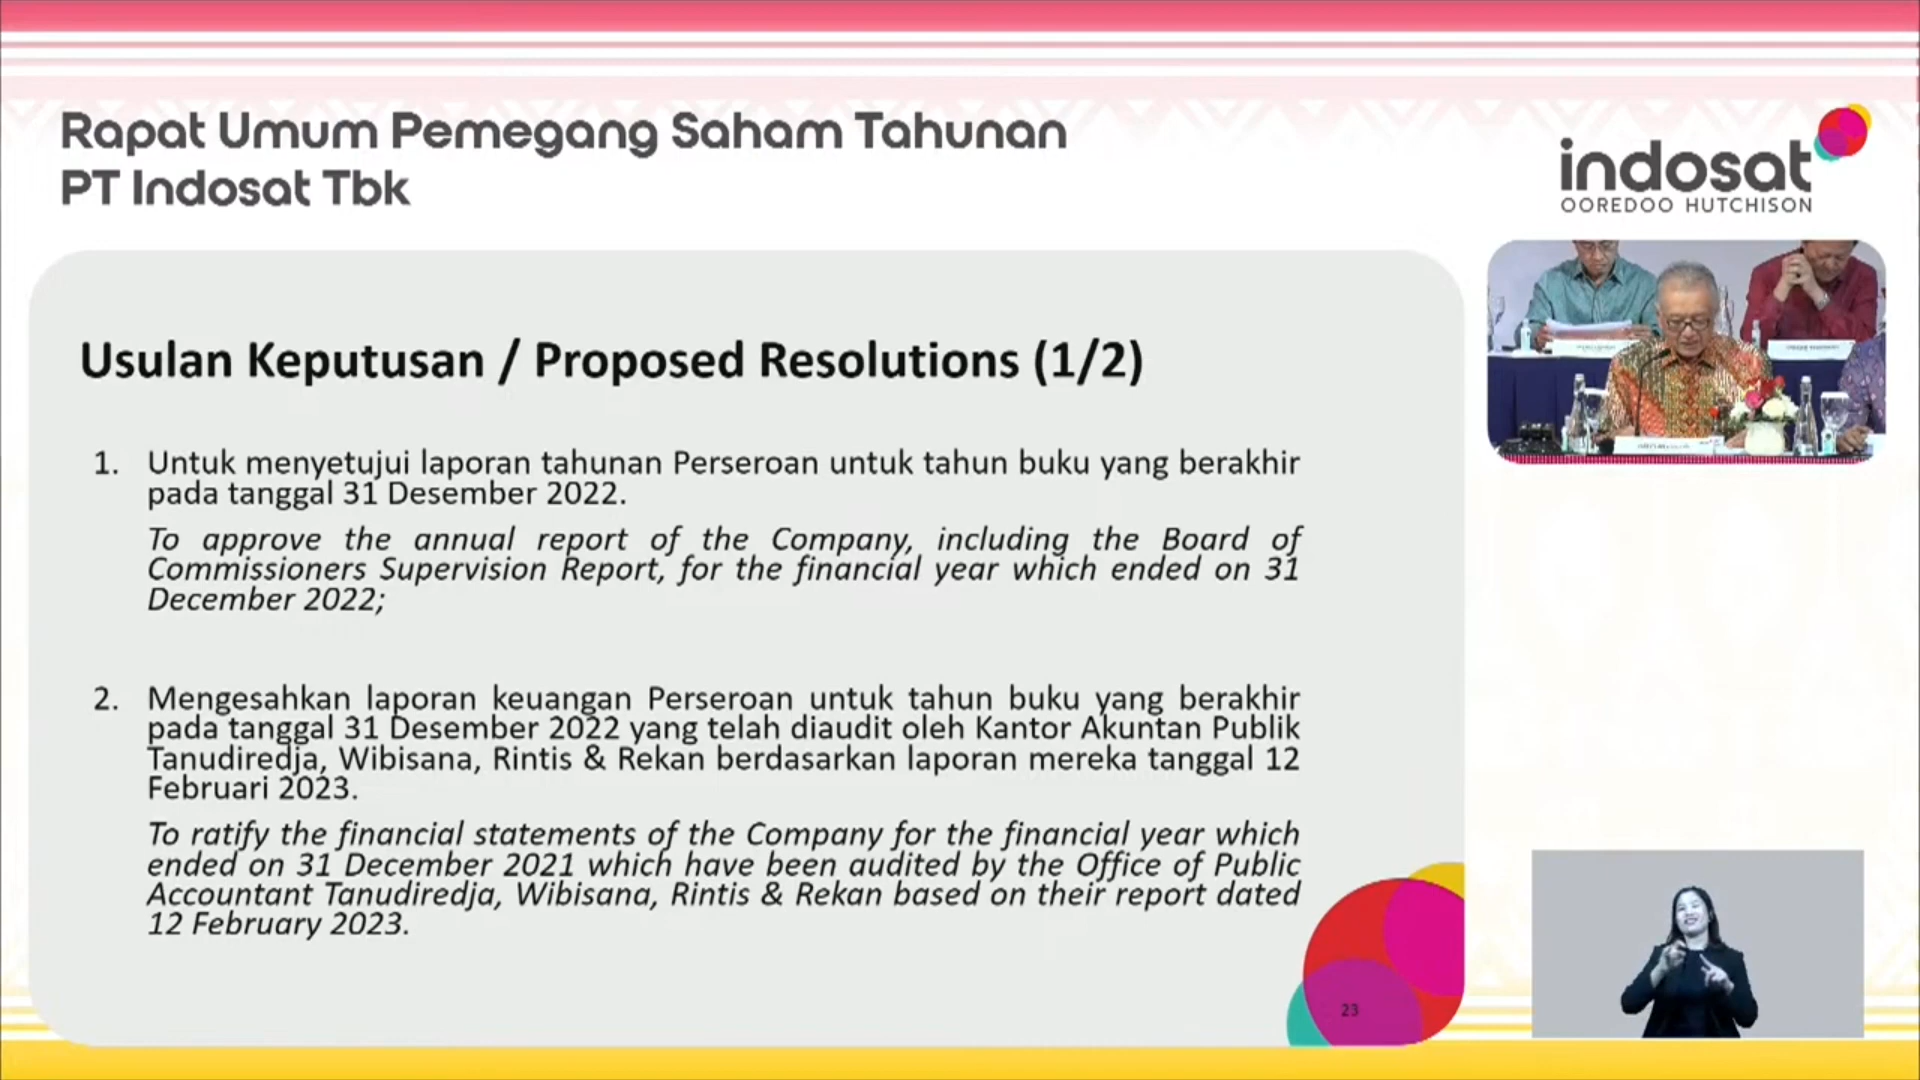 Rapat Umum Pemegang Saham Tahunan
PT Indosat Tbk
indosat
OOREDOO HUTCHISON
Usulan Keputusan / Proposed Resolutions (1/2)
1. Untuk menyetujui laporan tahunan Perseroan untuk tahun buku yang berakhir
pada tanggal 31 Desember 2022.
To approve the annual report of the Company, including the Board of
Commissioners Supervision Report, for the financial year which ended on 31
December 2022;
2. Mengesahkan laporan keuangan Perseroan untuk tahun buku yang berakhir
pada tanggal 31 Desember 2022 yang telah diaudit oleh Kantor Akuntan Publik
Tanudiredja, Wibisana, Rintis & Rekan berdasarkan laporan mereka tanggal 12
Februari 2023.
To ratify the financial statements of the Company for the financial year which
ended on 31 December 2021 which have been audited by the Office of Public
Accountant Tanudiredja, Wibisana, Rintis & Rekan based on their report dated
12 February 2023.
23